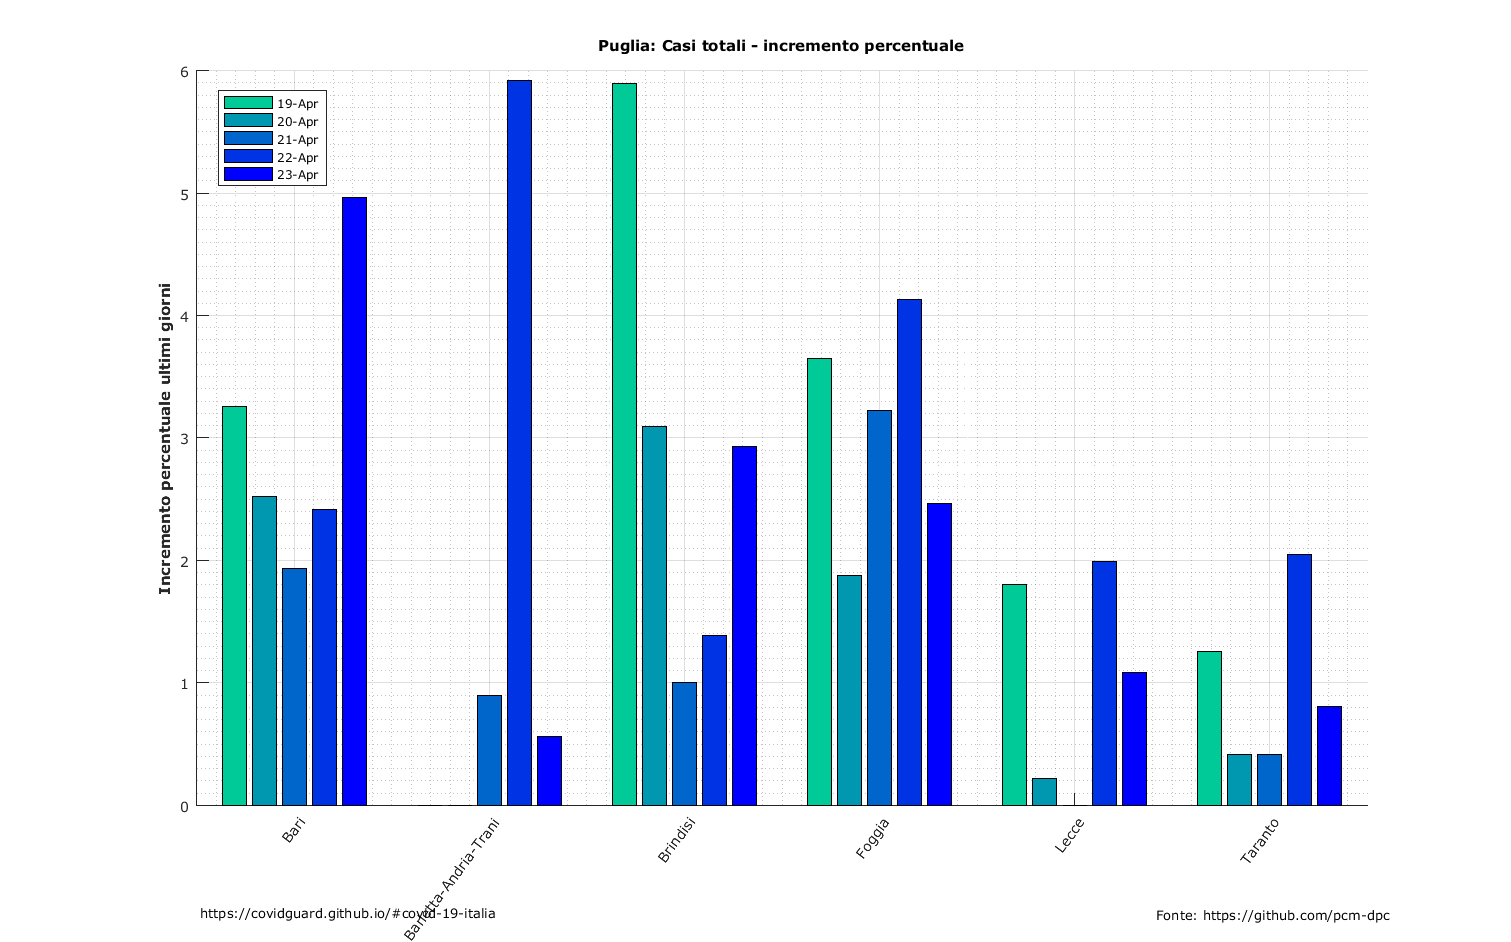 Puglia: Casi totali - incremento percentuale
Incremento percentuale ultimi giorni
6
5
4
3
2
1
0
19-Apr
20-Apr
21-Apr
22-Apr
23-Apr
Bari
Barletta-Andria-Trani
Brindisi
Foggia
Lecce
Taranto
https://covidguard.github.io/#covid-19-italia
Fonte: https://github.com/pcm-dpc